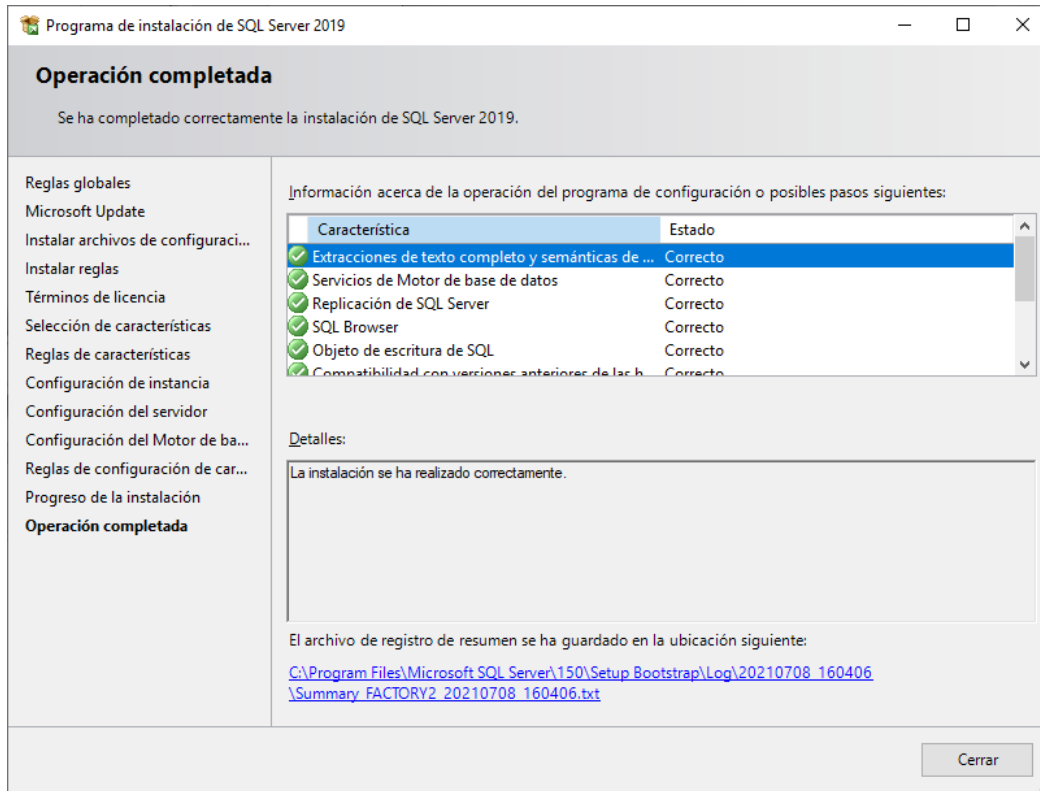 Programa de instalación de SQL Server 2019
Operación completada
Se ha completado correctamente la instalación de SQL Server 2019.
Reglas globales
Microsoft Update
Instalar archivos de configuraci...
Instalar reglas
Términos de licencia
Selección de características
Reglas de características
Configuración de instancia
Configuración del servidor
Configuración del Motor de ba...
Reglas de configuración de car...
Progreso de la instalación
Operación completada
Información acerca de la operación del programa de configuración o posibles pasos siguientes:
Característica Estado
Extracciones de texto completo y semánticas de ... Correcto
Servicios de Motor de base de datos Correcto
Replicación de SQL Server Correcto
SQL Browser Correcto
Objeto de escritura de SQL Correcto
Compatibilidad con versiones anteriores de las h... Correcto
Detalles:
La instalación se ha realizado correctamente.
El archivo de registro de resumen se ha guardado en la ubicación siguiente:
C:\Program Files\Microsoft SQL Server\150\Setup Bootstrap\Log\20210708_160406
\Summary_FACTORY2_20210708_160406.txt
Cerrar